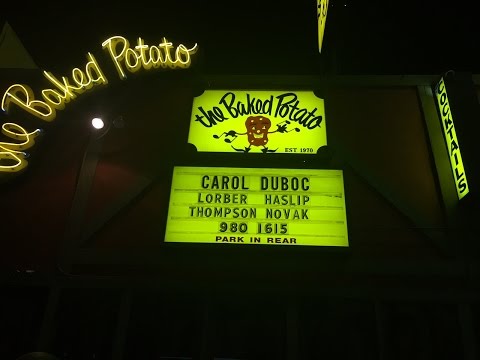 the Baked Potato
the Baked Potato
EST 1970
COCKTAILS
CAROL DUBOC
LORBER HASLIP
THOMPSON NOVAK
980 1615
PARK IN REAR